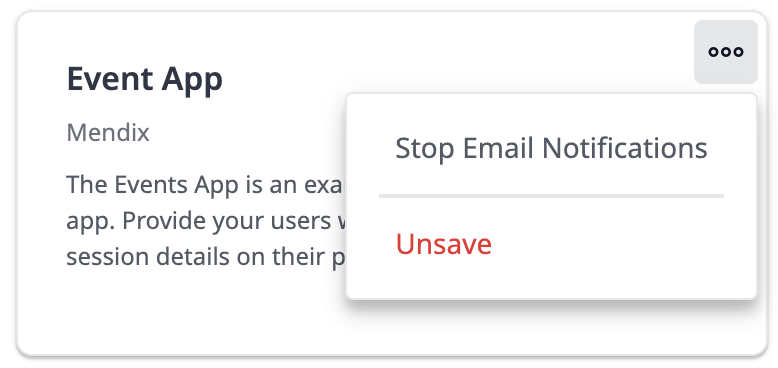 Event App
Mendix
Stop Email Notifications
The Events App is an exa
app. Provide your users
Unsave
session details on their